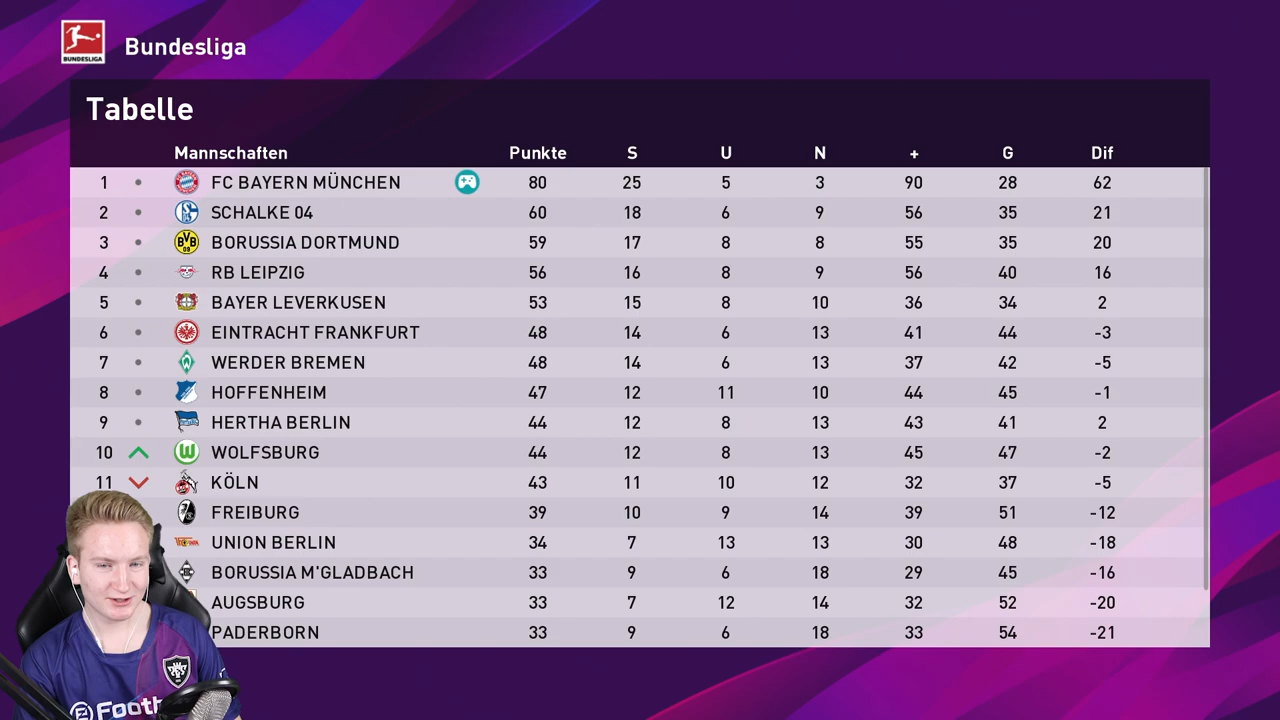 BUNDESLIGA
Bundesliga
Tabelle
Mannschaften Punkte S U N + G Dif
1 FC BAYERN MÜNCHEN 80 25 5 3 90 28 62
2 SCHALKE 04 60 18 6 9 56 35 21
3 BVB 09 BORUSSIA DORTMUND 59 17 8 8 55 35 20
4 RB LEIPZIG 56 16 8 9 56 40 16
5 BAYER LEVERKUSEN 53 15 8 10 36 34 2
6 EINTRACHT FRANKFURT 48 14 6 13 41 44 -3
7 W WERDER BREMEN 48 14 6 13 37 42 -5
8 HOFFENHEIM 47 12 11 10 44 45 -1
9 HERTHA BERLIN 44 12 8 13 43 41 2
10 W WOLFSBURG 44 12 8 13 45 47 -2
11 KÖLN 43 11 10 12 32 37 -5
FREIBURG 39 10 9 14 39 51 -12
UNION BERLIN 34 7 13 13 30 48 -18
BORUSSIA M'GLADBACH 33 9 6 18 29 45 -16
AUGSBURG 33 7 12 14 32 52 -20
PADERBORN 33 9 6 18 33 54 -21
eFootb